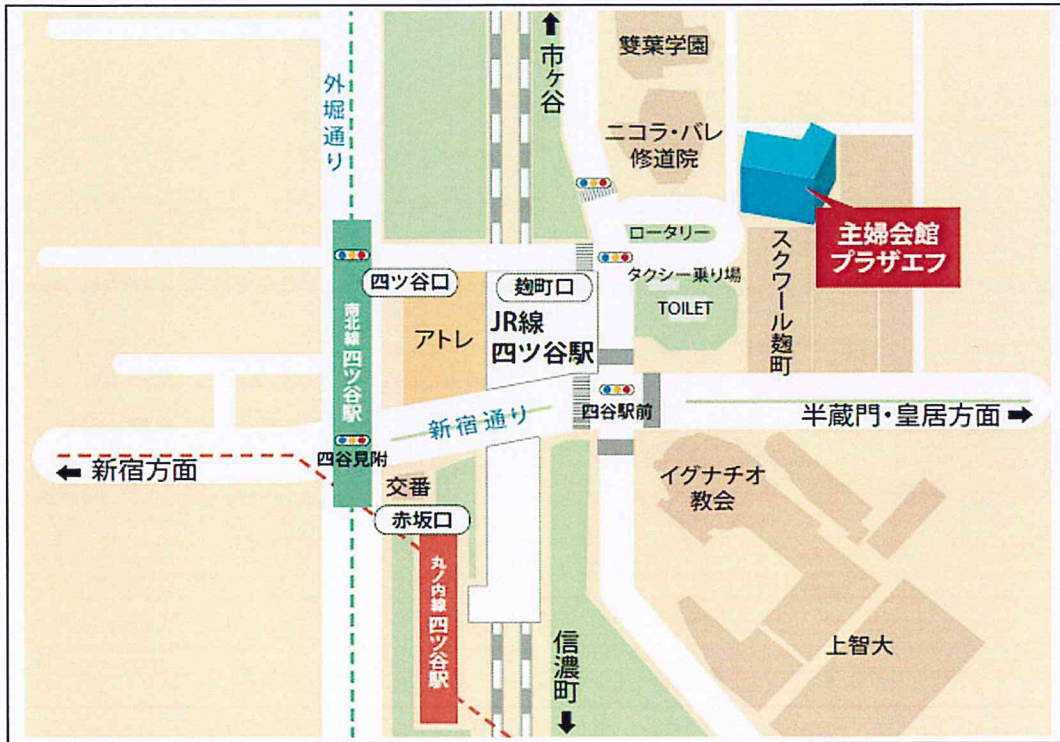 市ヶ谷
雙葉学園
外堀通り
ニコラ・バレ
修道院
主婦会館
プラザエフ
ロータリー
タクシー乗り場
TOILET
スクワール麹町
四ツ谷口
麹町口
アトレ
JR線
四ツ谷駅
南北線 四ツ谷駅
新宿通り
四谷駅前
半蔵門・皇居方面
四谷見附
新宿方面
交番
赤坂口
イグナチオ
教会
丸ノ内線 四ツ谷駅
上智大
信濃町